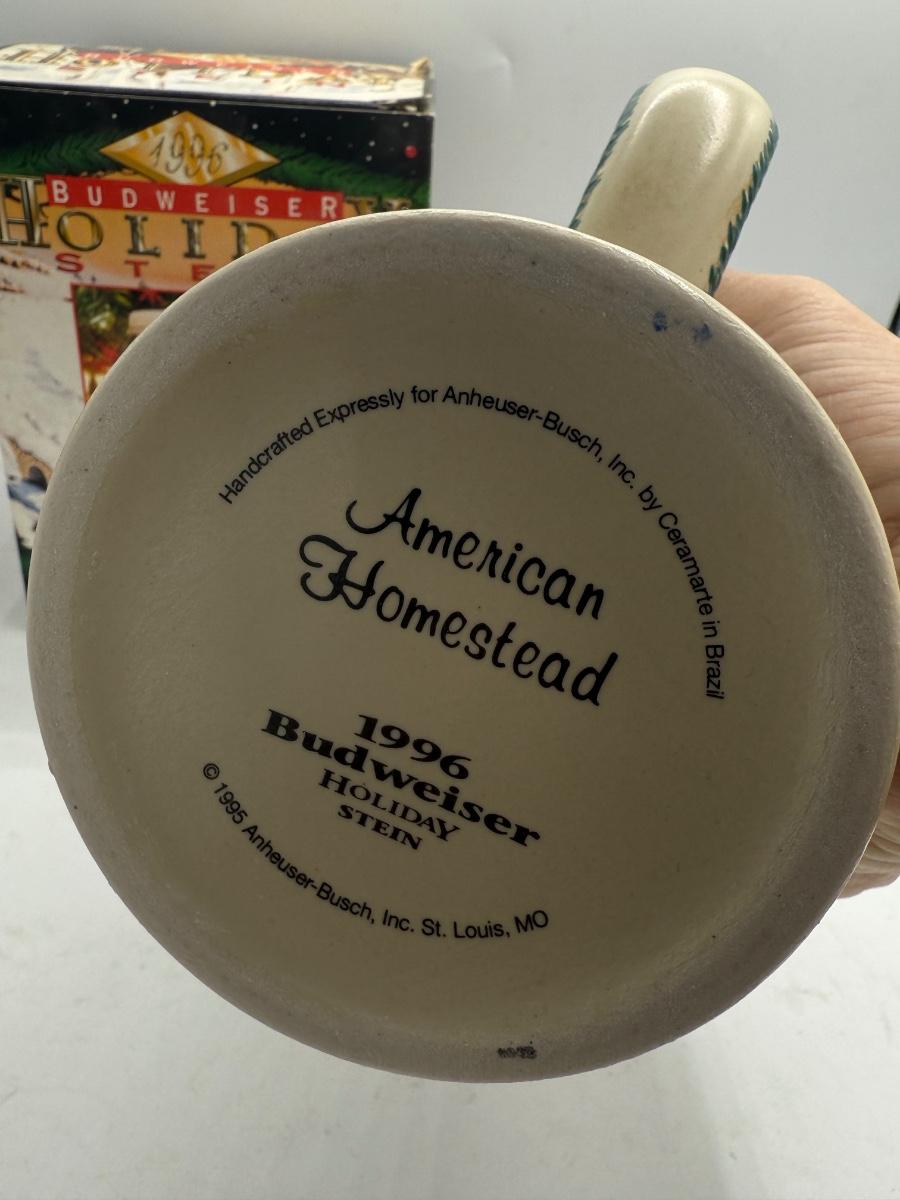 1996
BUDWEISER
HOLID
STE
Handcrafted Expressly for Anheuser-Busch, Inc. by Ceramarte in Brazil
American
Homestead
1996
Budweiser
HOLIDAY
STEIN
© 1995 Anheuser-Busch, Inc. St. Louis, MO